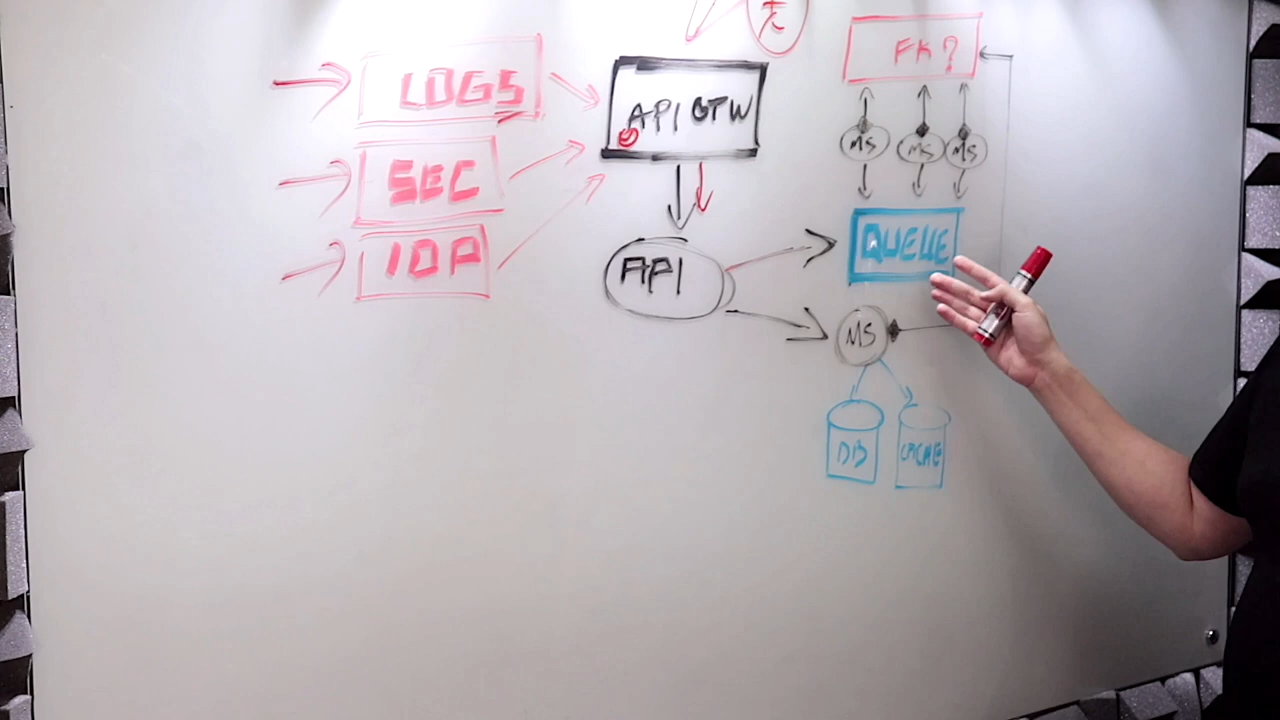 LOGS
SEC
IDP
API GTW
API
FK?
MS
MS
MS
QUEUE
MS
DB
CACHE